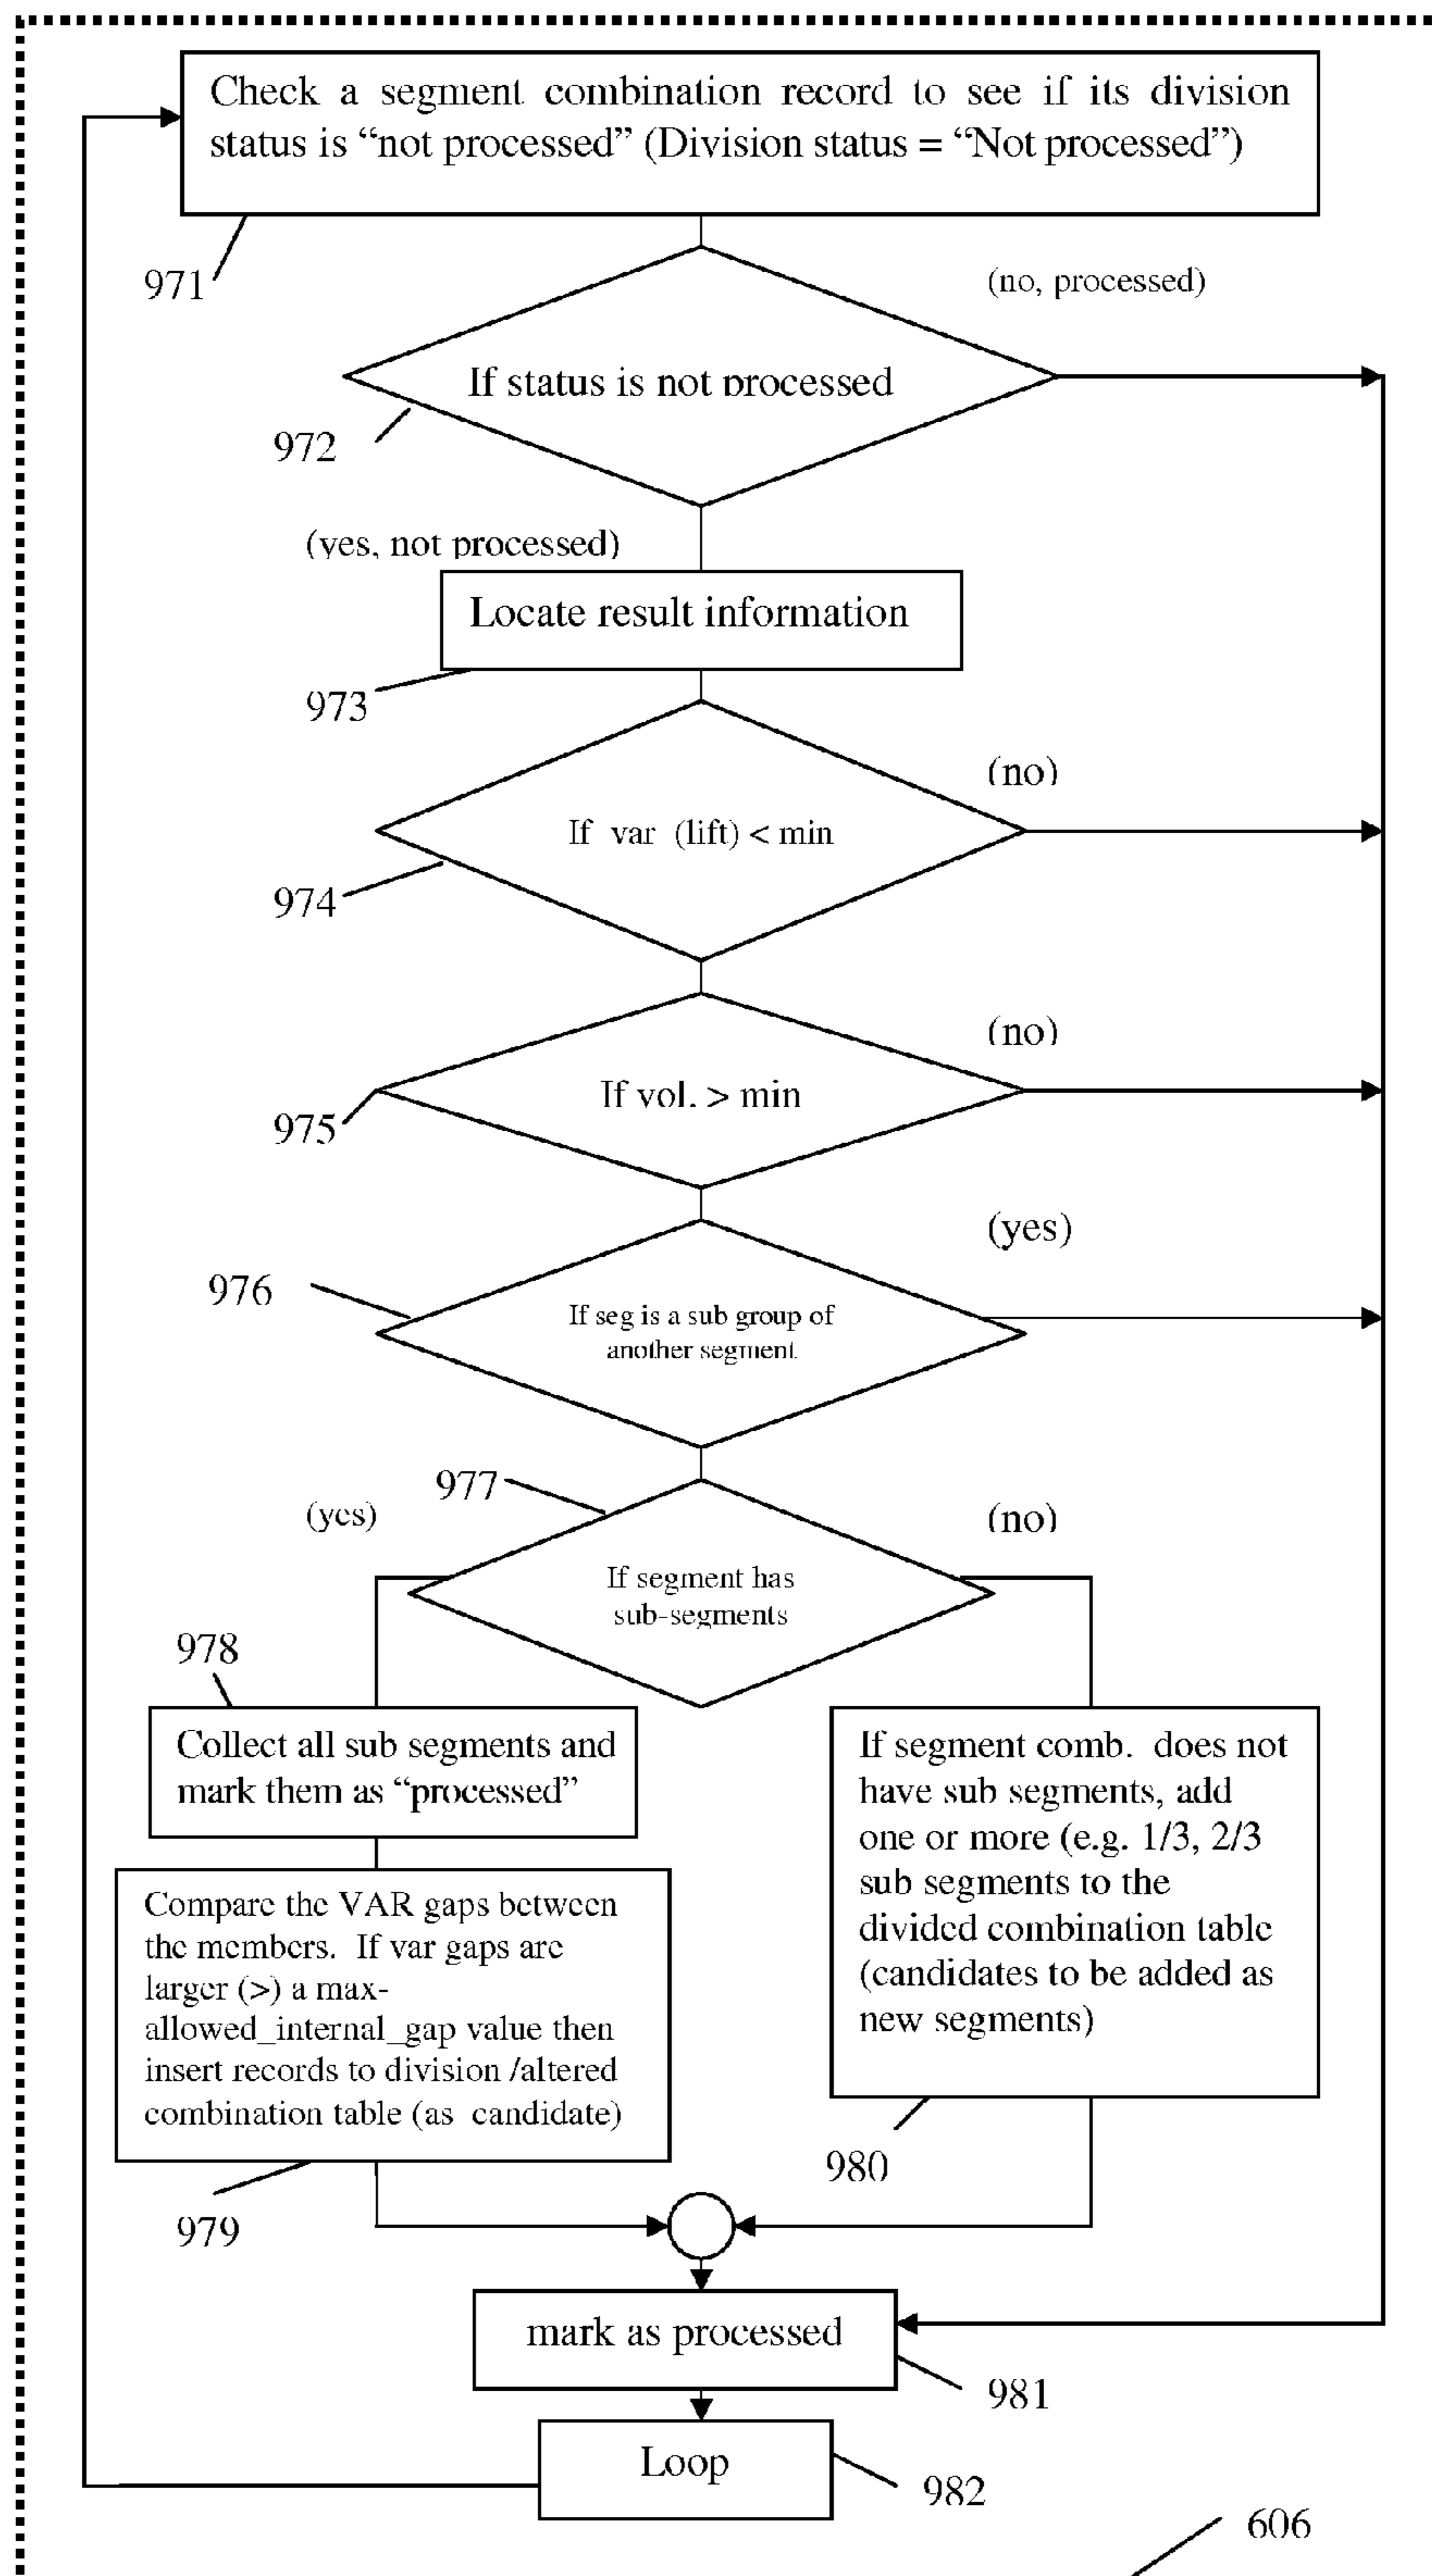 Check a segment combination record to see if its division
status is “not processed” (Division status = “Not processed”)
971
(no, processed)
If status is not processed
972
(yes, not processed)
Locate result information
973
(no)
If var (lift) < min
974
(no)
If vol. > min
975
(yes)
976
If seg is a sub group of
another segment
977
(yes)
(no)
If segment has
sub-segments
978
Collect all sub segments and
mark them as “processed”
If segment comb. does not
have sub segments, add
one or more (e.g. 1/3, 2/3
sub segments to the
divided combination table
(candidates to be added as
new segments)
Compare the VAR gaps between
the members. If var gaps are
larger (>) a max-
allowed_internal_gap value then
insert records to division /altered
combination table (as candidate)
980
979
mark as processed
981
Loop
982
606